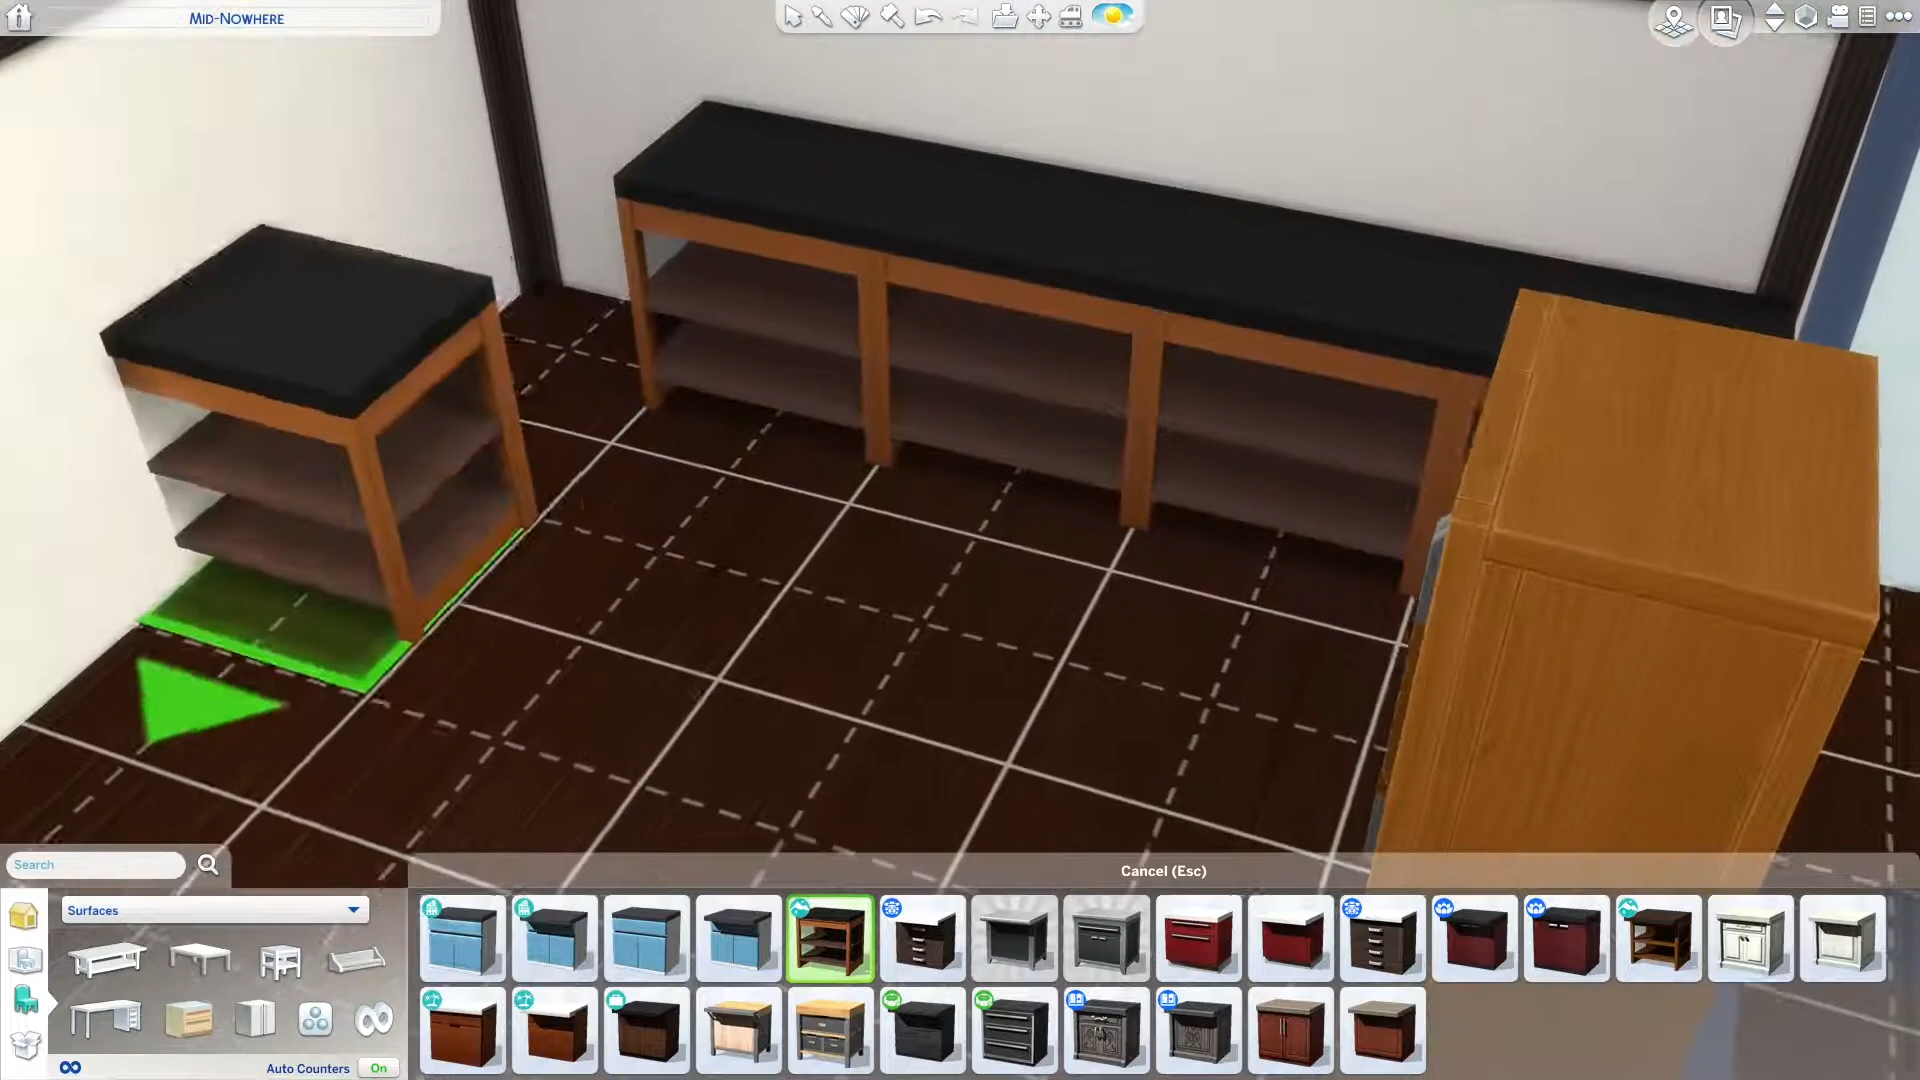 Mid-Nowhere
Cancel (Esc)
Search
Surfaces
Auto Counters On